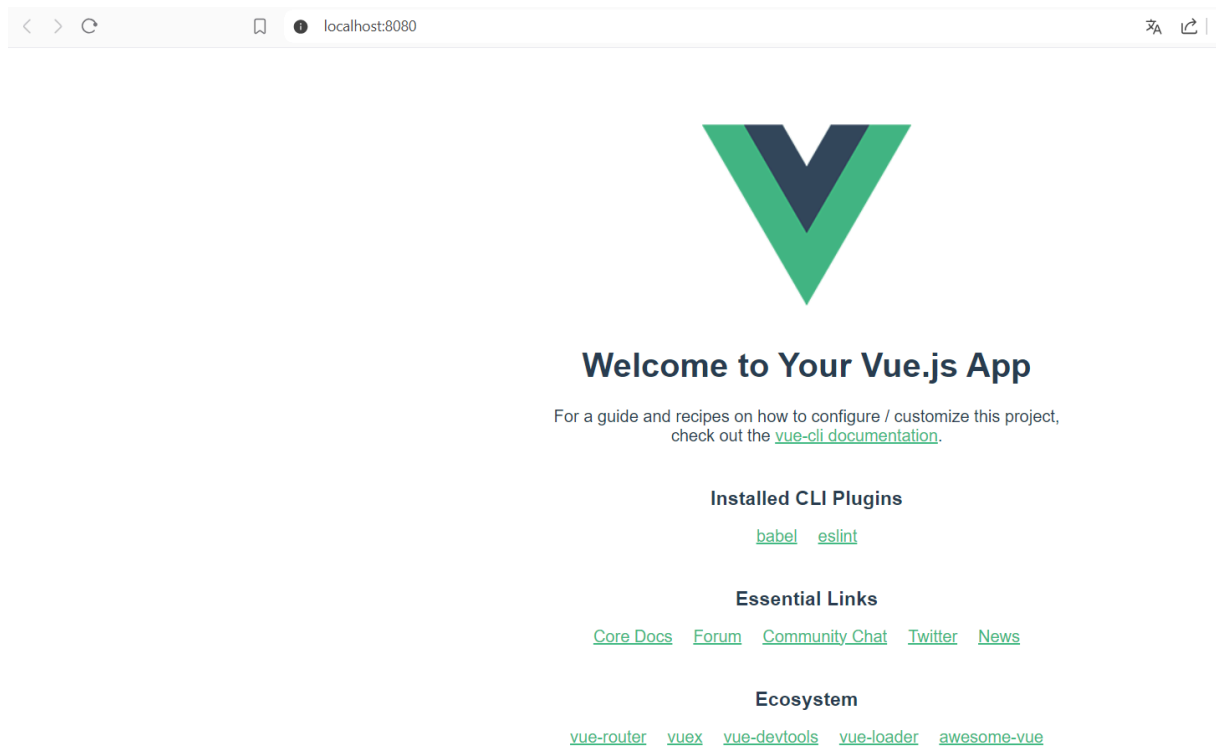 localhost:8080
Welcome to Your Vue.js App
For a guide and recipes on how to configure / customize this project,
check out the vue-cli documentation.
Installed CLI Plugins
babel eslint
Essential Links
Core Docs Forum Community Chat Twitter News
Ecosystem
vue-router vuex vue-devtools vue-loader awesome-vue